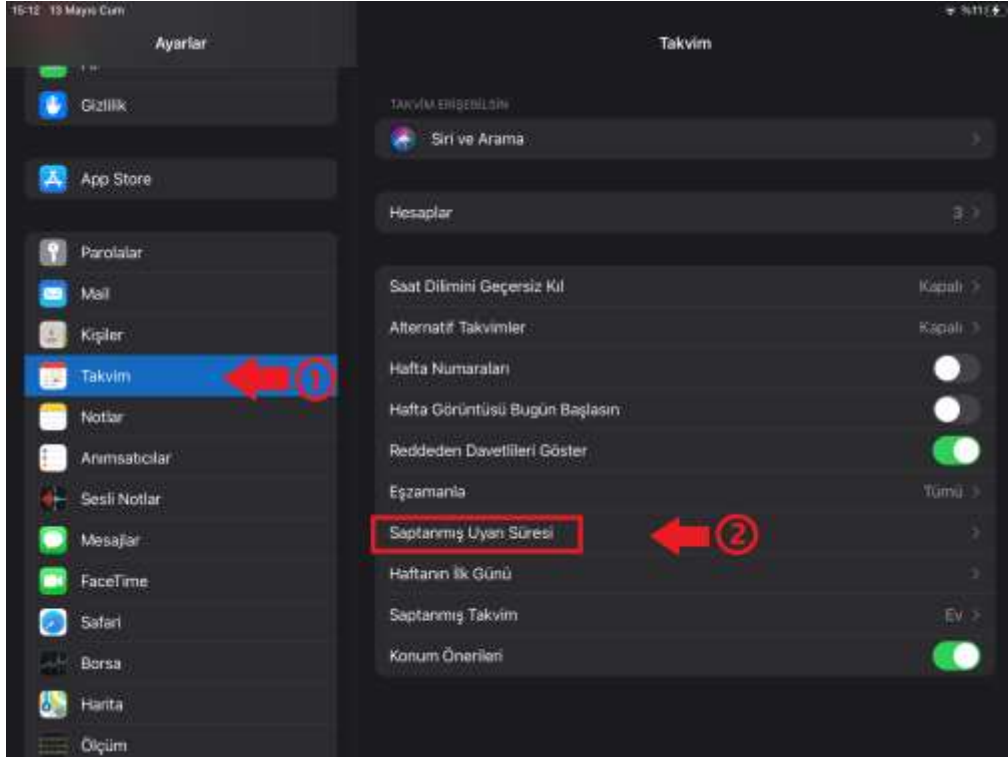 15:12 13 Mayıs Cum
Ayarlar
Takvim
Gizlilik
App Store
Parolalar
Mail
Kişiler
Takvim
1
Notlar
Anımsatıcılar
Sesli Notlar
Mesajlar
FaceTime
Safari
Borsa
Harita
Ölçüm
TAKVİM ERİŞEBİLSİN
Siri ve Arama
Hesaplar 3
Saat Dilimini Geçersiz Kıl Kapalı
Alternatif Takvimler Kapalı
Hafta Numaraları
Hafta Görüntüsü Bugün Başlasın
Reddeden Davetlileri Göster
Eşzamanla Tümü
Saptanmış Uyarı Süresi 2
Haftanın İlk Günü
Saptanmış Takvim Ev
Konum Önerileri